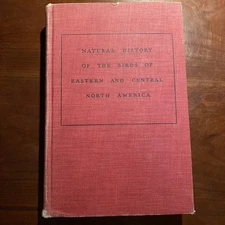 NATURAL HISTORY
OF THE BIRDS OF
EASTERN AND CENTRAL
NORTH AMERICA